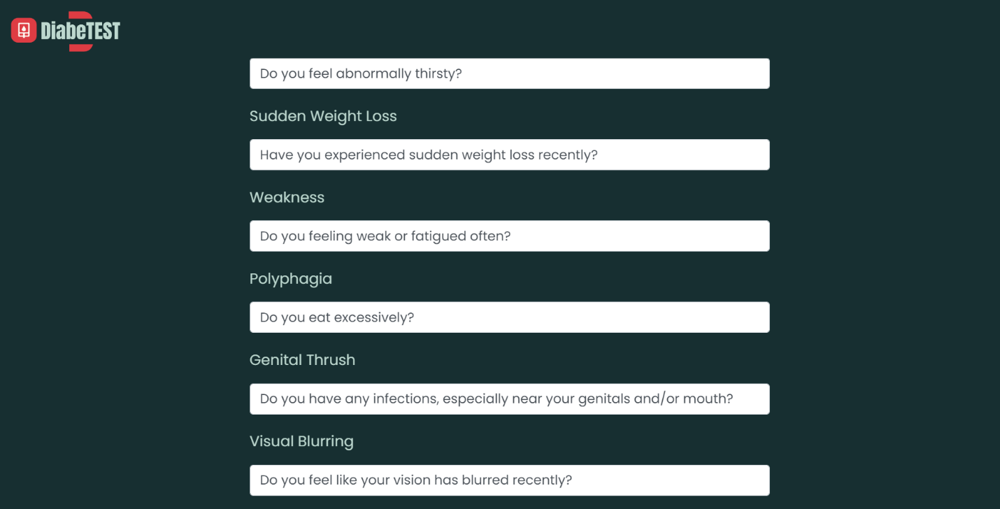 DiabeTEST
Do you feel abnormally thirsty?
Sudden Weight Loss
Have you experienced sudden weight loss recently?
Weakness
Do you feeling weak or fatigued often?
Polyphagia
Do you eat excessively?
Genital Thrush
Do you have any infections, especially near your genitals and/or mouth?
Visual Blurring
Do you feel like your vision has blurred recently?